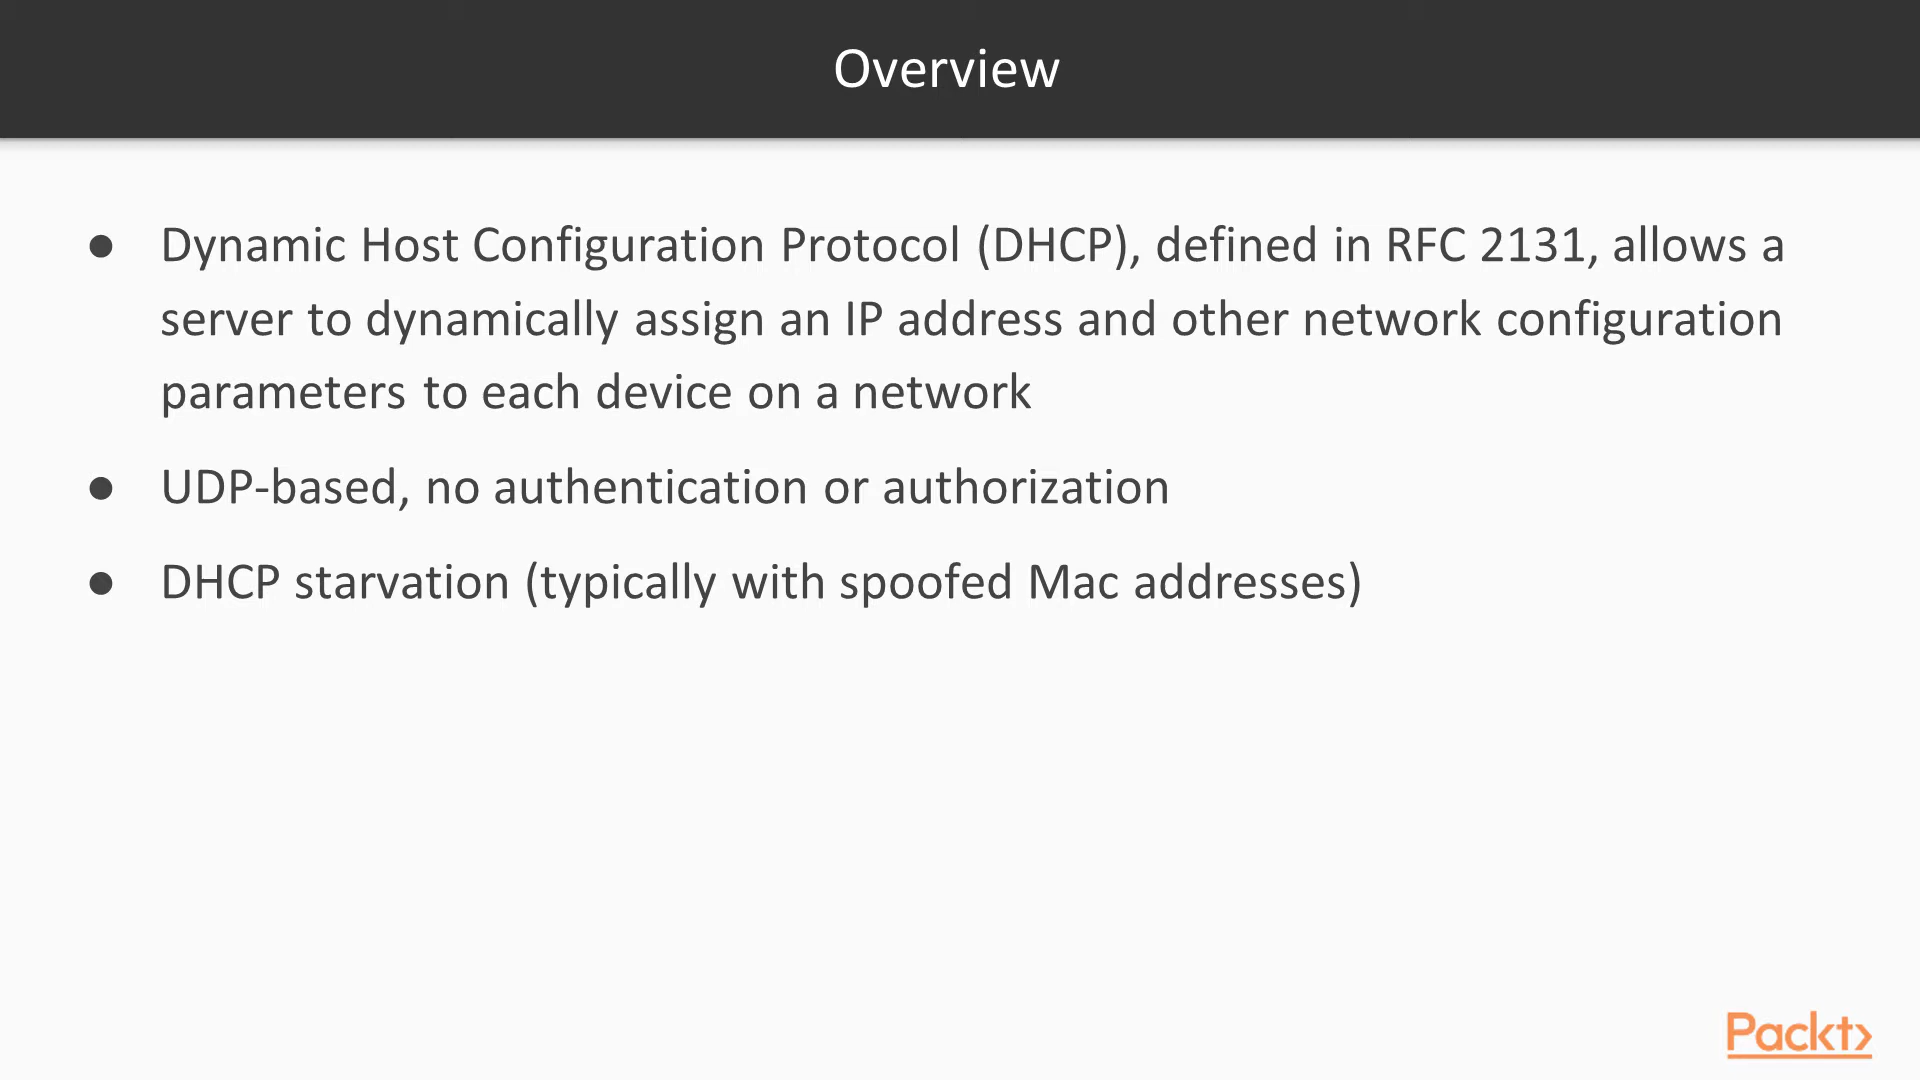 Overview
● Dynamic Host Configuration Protocol (DHCP), defined in RFC 2131, allows a
server to dynamically assign an IP address and other network configuration
parameters to each device on a network
● UDP-based, no authentication or authorization
● DHCP starvation (typically with spoofed Mac addresses)
Packt>